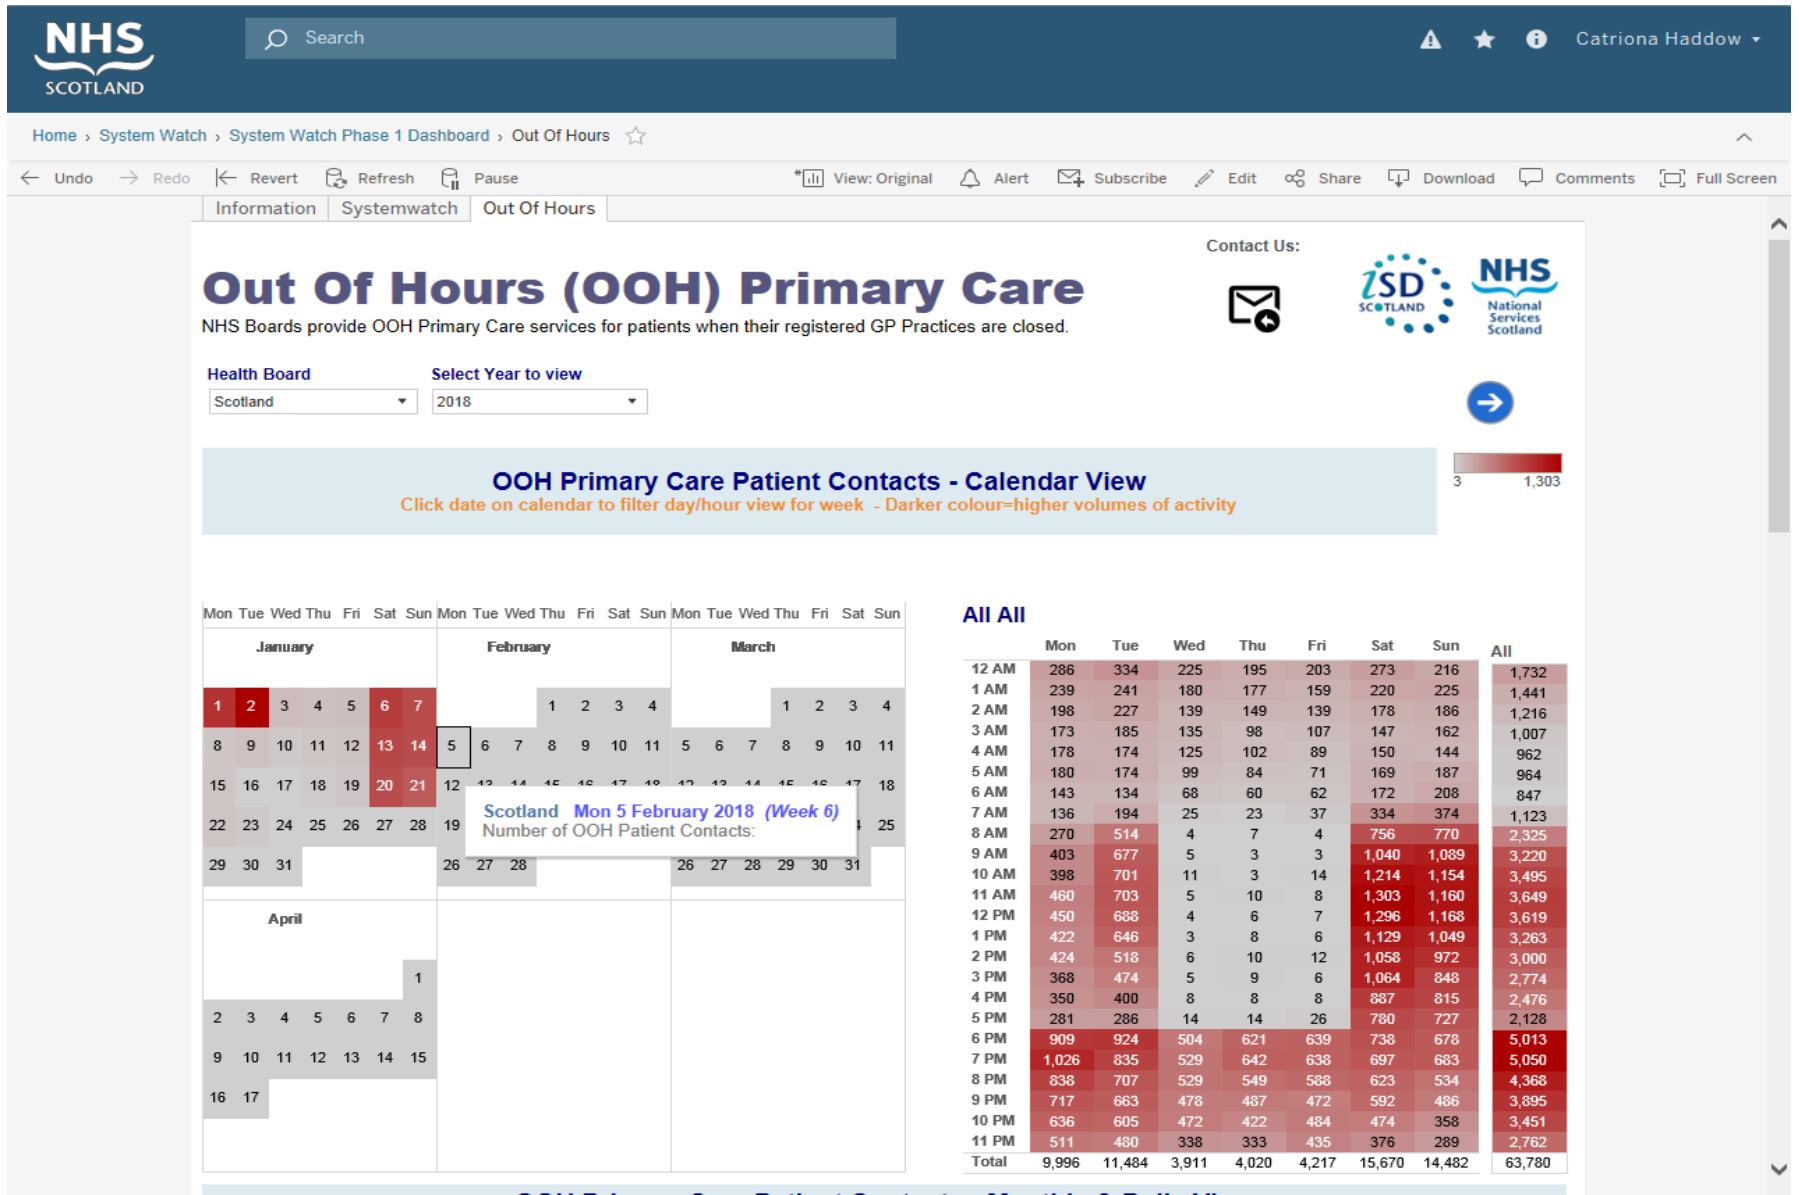 NHS
SCOTLAND
Search
Catriona Haddow
Home › System Watch › System Watch Phase 1 Dashboard › Out Of Hours
Undo Redo Revert Refresh Pause View: Original Alert Subscribe Edit Share Download Comments Full Screen
Information Systemwatch Out Of Hours
Contact Us:
Out Of Hours (OOH) Primary Care
NHS Boards provide OOH Primary Care services for patients when their registered GP Practices are closed.
iSD
SCOTLAND
NHS
National
Services
Scotland
Health Board Select Year to view
Scotland 2018
OOH Primary Care Patient Contacts - Calendar View
Click date on calendar to filter day/hour view for week - Darker colour=higher volumes of activity
3 1,303
Mon Tue Wed Thu Fri Sat Sun Mon Tue Wed Thu Fri Sat Sun Mon Tue Wed Thu Fri Sat Sun
January February March
1 2 3 4 5 6 7 1 2 3 4 1 2 3 4
8 9 10 11 12 13 14 5 6 7 8 9 10 11 5 6 7 8 9 10 11
15 16 17 18 19 20 21 12 13 14 15 16 17 18 12 13 14 15 16 17 18
22 23 24 25 26 27 28 19 25
29 30 31 26 27 28 26 27 28 29 30 31
Scotland Mon 5 February 2018 (Week 6)
Number of OOH Patient Contacts:
April
1
2 3 4 5 6 7 8
9 10 11 12 13 14 15
16 17
All All
Mon Tue Wed Thu Fri Sat Sun All
12 AM 286 334 225 195 203 273 216 1,732
1 AM 239 241 180 177 159 220 225 1,441
2 AM 198 227 139 149 139 178 186 1,216
3 AM 173 185 135 98 107 147 162 1,007
4 AM 178 174 125 102 89 150 144 962
5 AM 180 174 99 84 71 169 187 964
6 AM 143 134 68 60 62 172 208 847
7 AM 136 194 25 23 37 334 374 1,123
8 AM 270 514 4 7 4 756 770 2,325
9 AM 403 677 5 3 3 1,040 1,089 3,220
10 AM 398 701 11 3 14 1,214 1,154 3,495
11 AM 460 703 5 10 8 1,303 1,160 3,649
12 PM 450 688 4 6 7 1,296 1,168 3,619
1 PM 422 646 3 8 6 1,129 1,049 3,263
2 PM 424 518 6 10 12 1,058 972 3,000
3 PM 368 474 5 9 6 1,064 848 2,774
4 PM 350 400 8 8 8 887 815 2,476
5 PM 281 286 14 14 26 780 727 2,128
6 PM 909 924 504 621 639 738 678 5,013
7 PM 1,026 835 529 642 638 697 683 5,050
8 PM 838 707 529 549 588 623 534 4,368
9 PM 717 663 478 487 472 592 486 3,895
10 PM 636 605 472 422 484 474 358 3,451
11 PM 511 480 338 333 435 376 289 2,762
Total 9,996 11,484 3,911 4,020 4,217 15,670 14,482 63,780